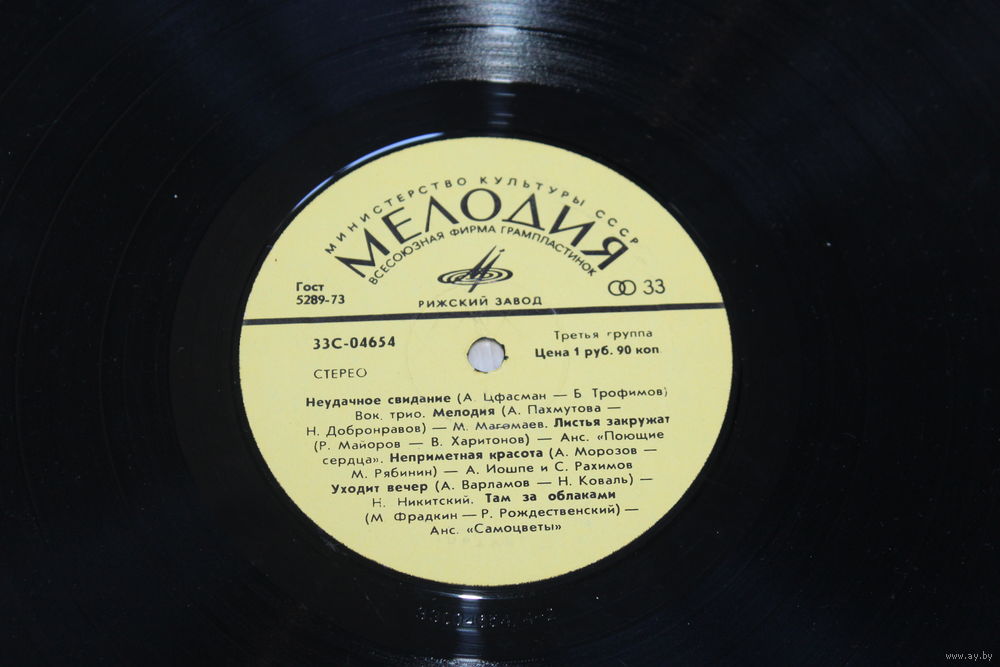 МИНИСТЕРСТВО КУЛЬТУРЫ СССР
МЕЛОДИЯ
ВСЕСОЮЗНАЯ ФИРМА ГРАМПЛАСТИНОК
Гост
5289-73
33
РИЖСКИЙ ЗАВОД
33С-04654
Третья группа
Цена 1 руб. 90 коп.
СТЕРЕО
Неудачное свидание (А. Цфасман — Б Трофимов)
Вок. трио. Мелодия (А. Пахмутова —
Н. Добронравов) — М. Магомаев. Листья закружат
(Р. Майоров — В. Харитонов) — Анс. «Поющие
сердца». Неприметная красота (А. Морозов —
М. Рябинин) — А. Иошпе и С. Рахимов
Уходит вечер (А. Варламов — Н. Коваль) —
Н. Никитский. Там за облаками
(М. Фрадкин — Р. Рождественский) —
Анс. «Самоцветы»
www.ay.by